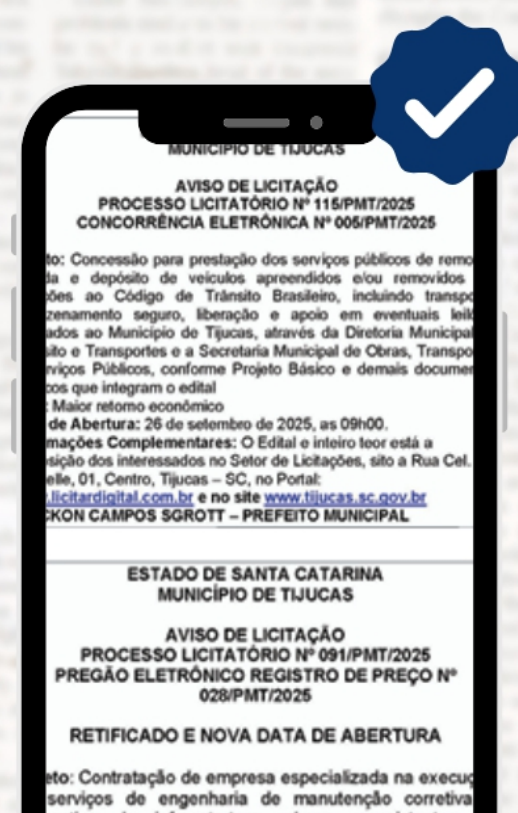 MUNICÍPIO DE TIJUCAS
AVISO DE LICITAÇÃO
PROCESSO LICITATÓRIO Nº 115/PMT/2025
CONCORRÊNCIA ELETRÔNICA Nº 005/PMT/2025
to: Concessão para prestação dos serviços públicos de remo
da e depósito de veículos apreendidos e/ou removidos
ões ao Código de Trânsito Brasileiro, incluindo transpo
zenamento seguro, liberação e apoio em eventuais leilõ
ados ao Município de Tijucas, através da Diretoria Municipal
sito e Transportes e a Secretaria Municipal de Obras, Transpo
rviços Públicos, conforme Projeto Básico e demais documen
cos que integram o edital
: Maior retorno econômico
de Abertura: 26 de setembro de 2025, as 09h00.
mações Complementares: O Edital e inteiro teor está a
sição dos interessados no Setor de Licitações, sito a Rua Cel.
elle, 01, Centro, Tijucas – SC, no Portal:
.licitardigital.com.br e no site www.tijucas.sc.gov.br
CKON CAMPOS SGROTT – PREFEITO MUNICIPAL
ESTADO DE SANTA CATARINA
MUNICÍPIO DE TIJUCAS
AVISO DE LICITAÇÃO
PROCESSO LICITATÓRIO Nº 091/PMT/2025
PREGÃO ELETRÔNICO REGISTRO DE PREÇO Nº
028/PMT/2025
RETIFICADO E NOVA DATA DE ABERTURA
eto: Contratação de empresa especializada na execuç
serviços de engenharia de manutenção corretiva